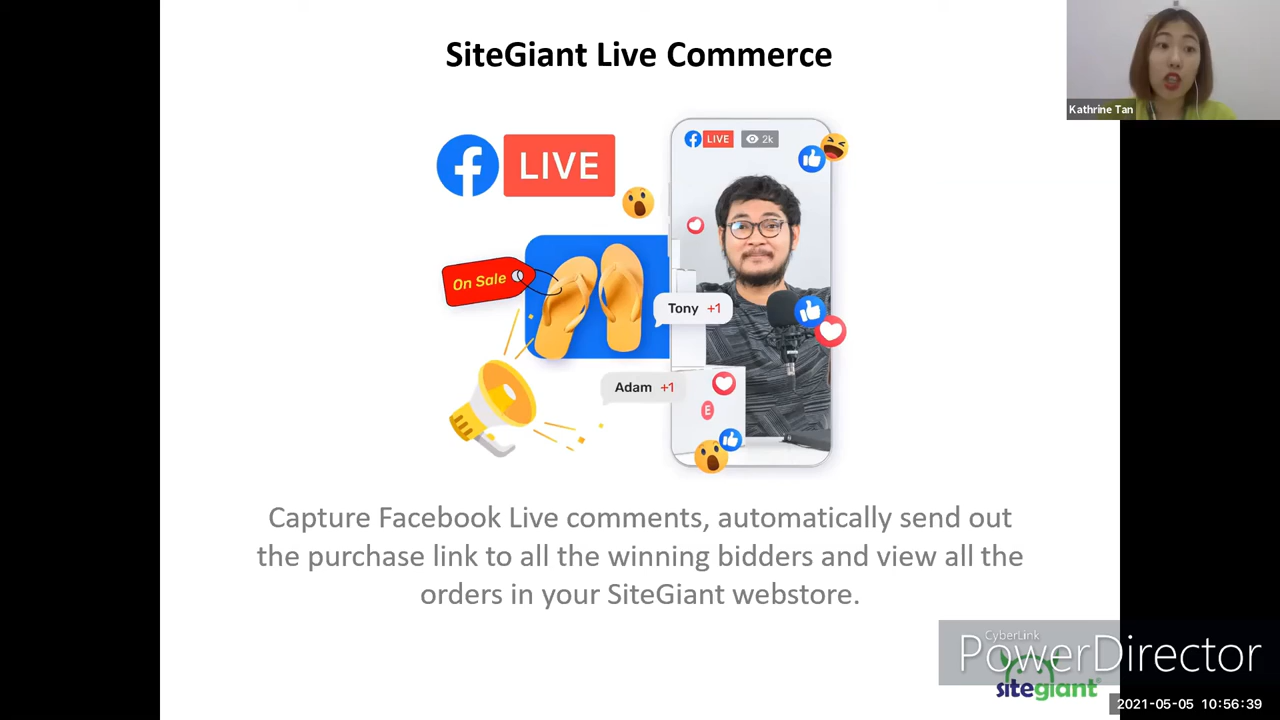 SiteGiant Live Commerce
Kathrine Tan
LIVE
LIVE 2k
On Sale
Tony +1
Adam +1
E
Capture Facebook Live comments, automatically send out
the purchase link to all the winning bidders and view all the
orders in your SiteGiant webstore.
CyberLink
PowerDirector
sitegiant
2021-05-05 10:56:39